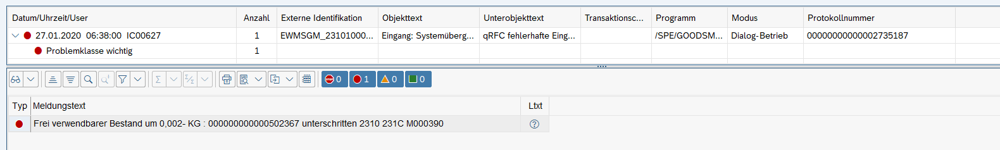 Datum/Uhrzeit/User Anzahl Externe Identifikation Objekttext Unterobjekttext Transaktionsc... Programm Modus Protokollnummer
27.01.2020 06:38:00 IC00627 1 EWMSGM_23101000... Eingang: Systemüberg... qRFC fehlerhafte Eing... /SPE/GOODSM... Dialog-Betrieb 00000000000002735187
Problemklasse wichtig 1
STOP 0 1 0 0
Typ Meldungstext Ltxt
Frei verwendbarer Bestand um 0,002- KG : 000000000000502367 unterschritten 2310 231C M000390